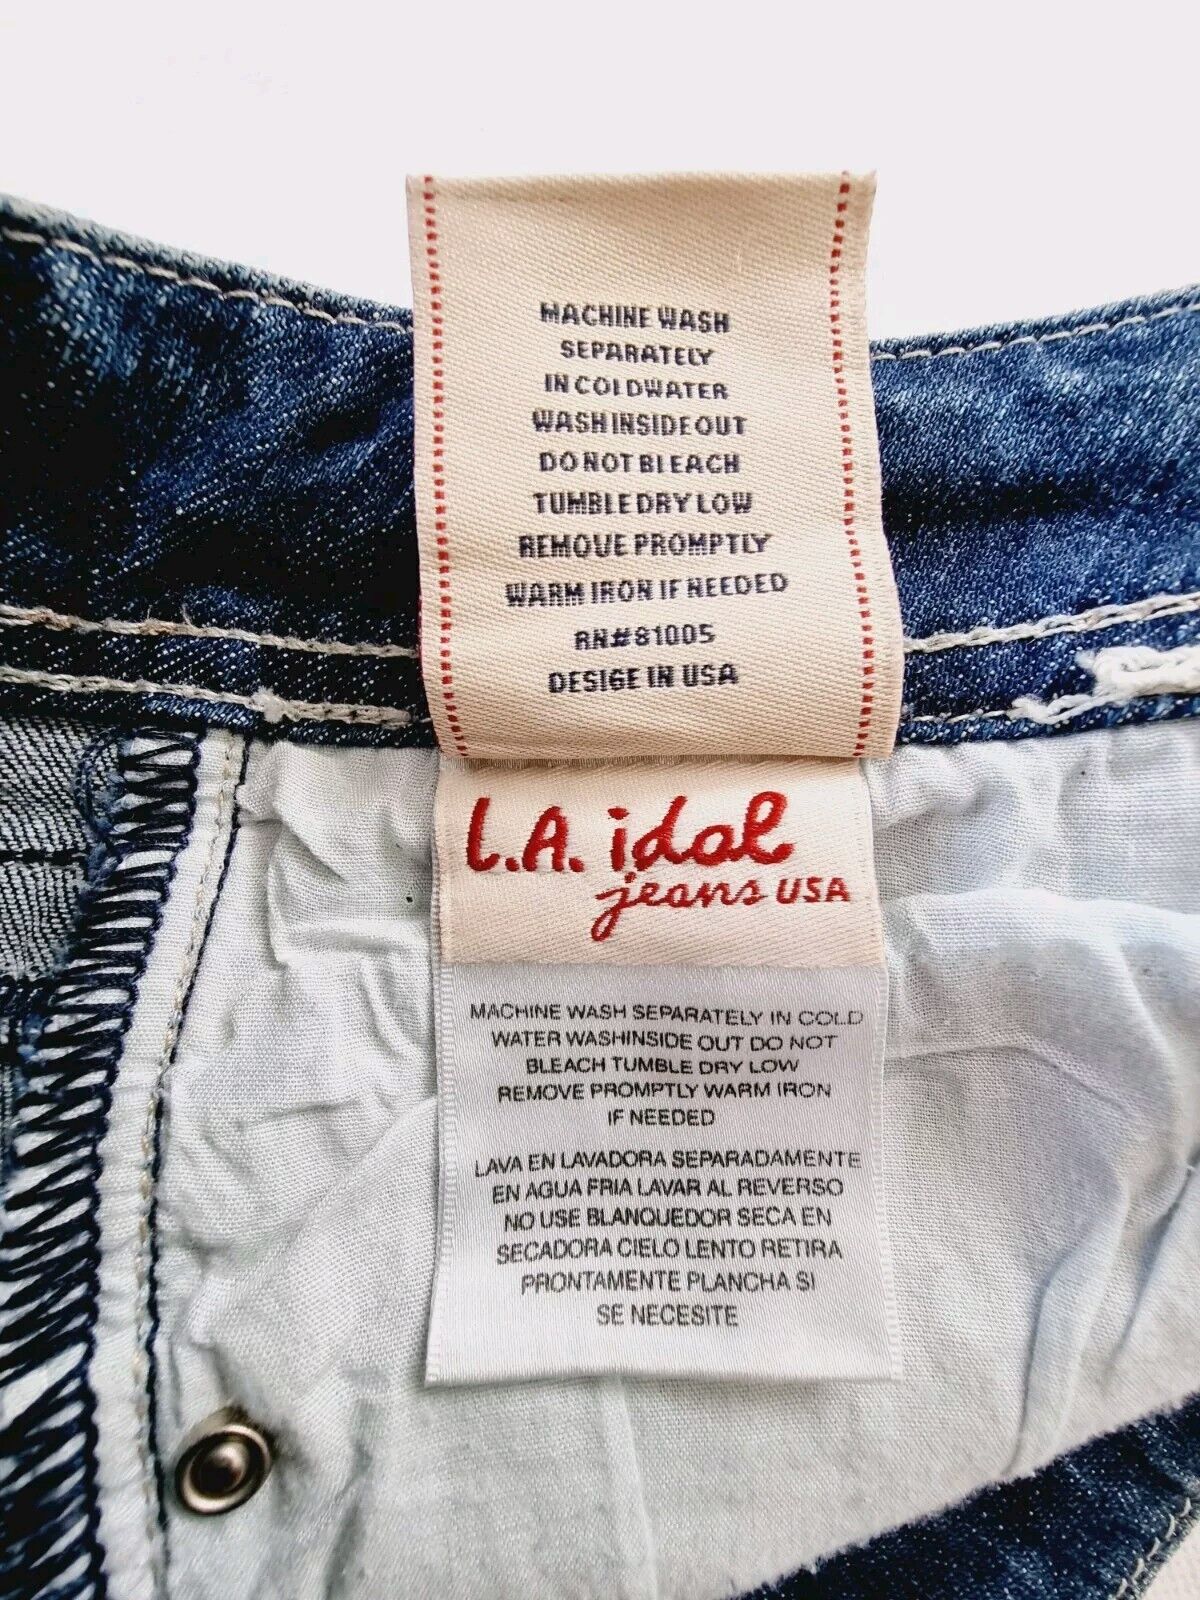 MACHINE WASH
SEPARATELY
IN COLDWATER
WASH INSIDE OUT
DO NOT BLEACH
TUMBLE DRY LOW
REMOVE PROMPTLY
WARM IRON IF NEEDED
RN#81005
DESIGE IN USA
L.A. idol
jeans USA
MACHINE WASH SEPARATELY IN COLD
WATER WASHINSIDE OUT DO NOT
BLEACH TUMBLE DRY LOW
REMOVE PROMPTLY WARM IRON
IF NEEDED
LAVA EN LAVADORA SEPARADAMENTE
EN AGUA FRIA LAVAR AL REVERSO
NO USE BLANQUEDOR SECA EN
SECADORA CIELO LENTO RETIRA
PRONTAMENTE PLANCHA SI
SE NECESITE